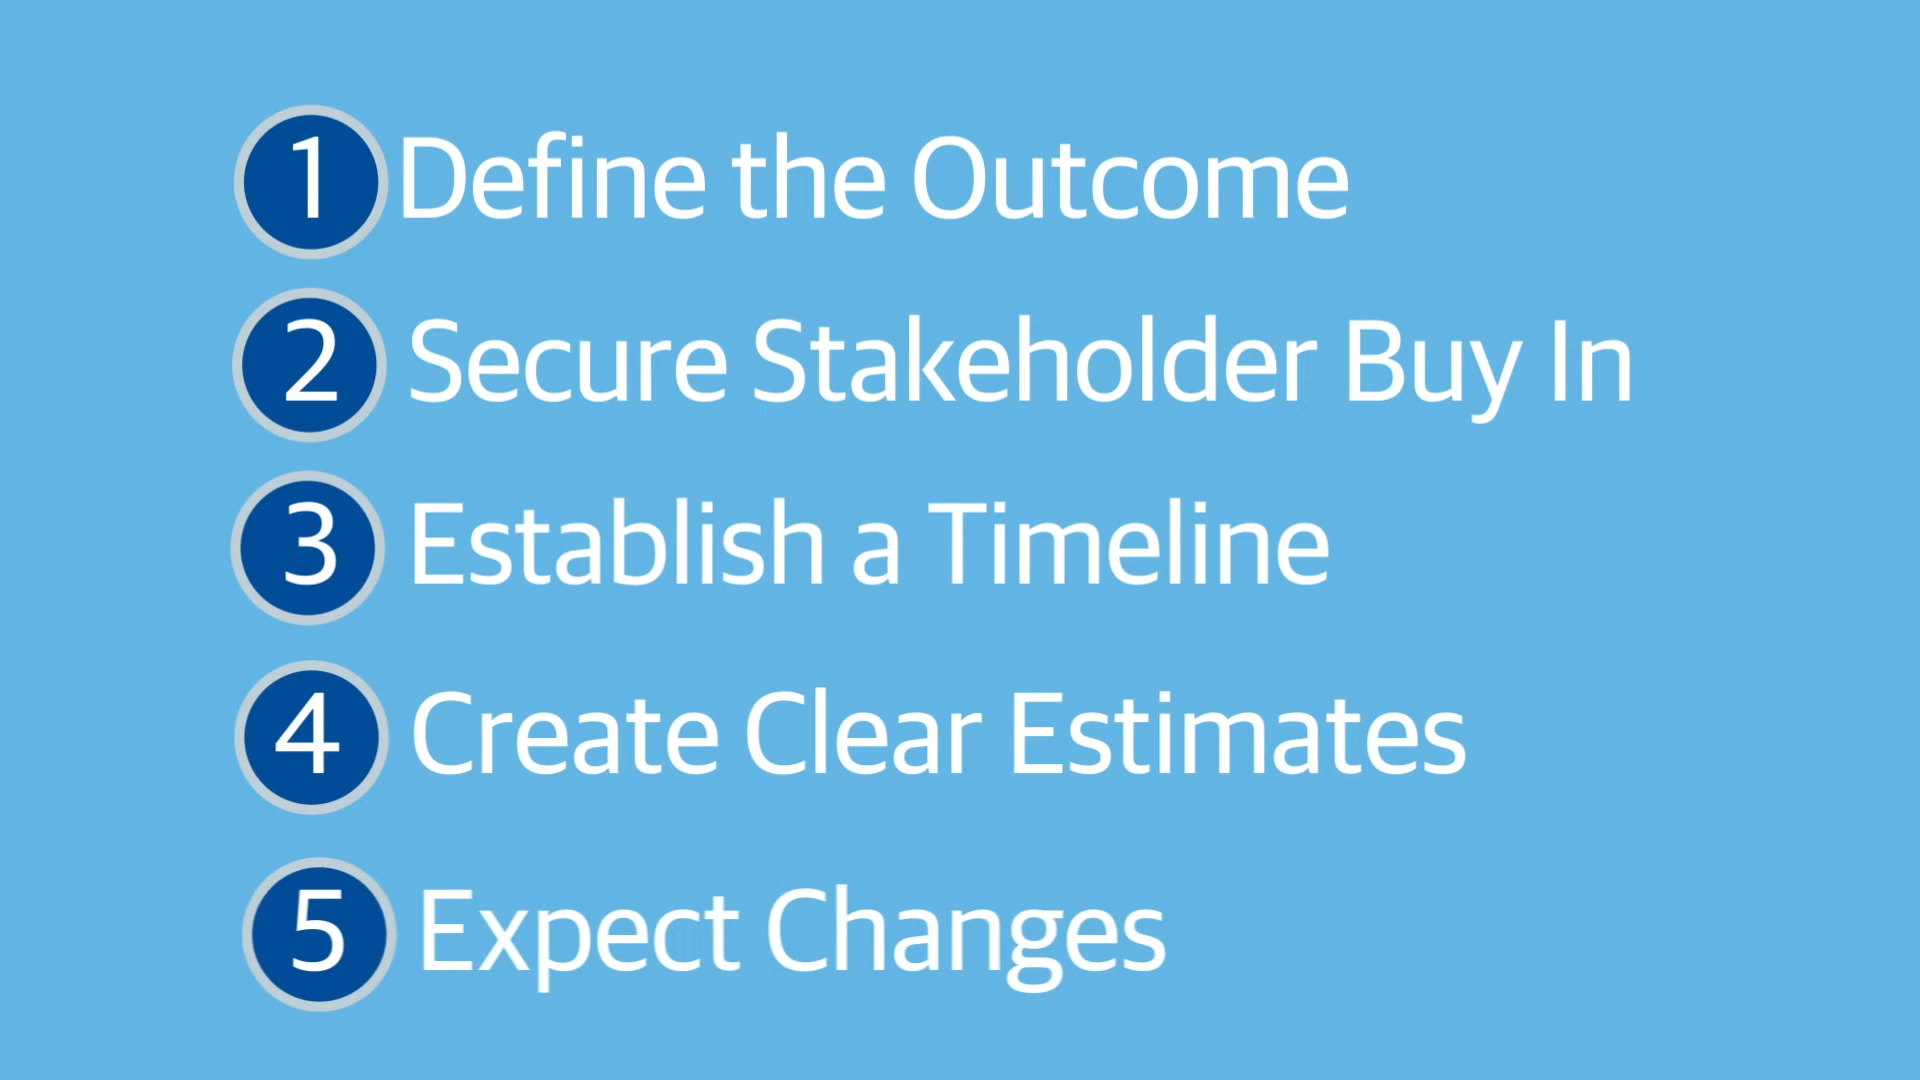 1 Define the Outcome
2 Secure Stakeholder Buy In
3 Establish a Timeline
4 Create Clear Estimates
5 Expect Changes